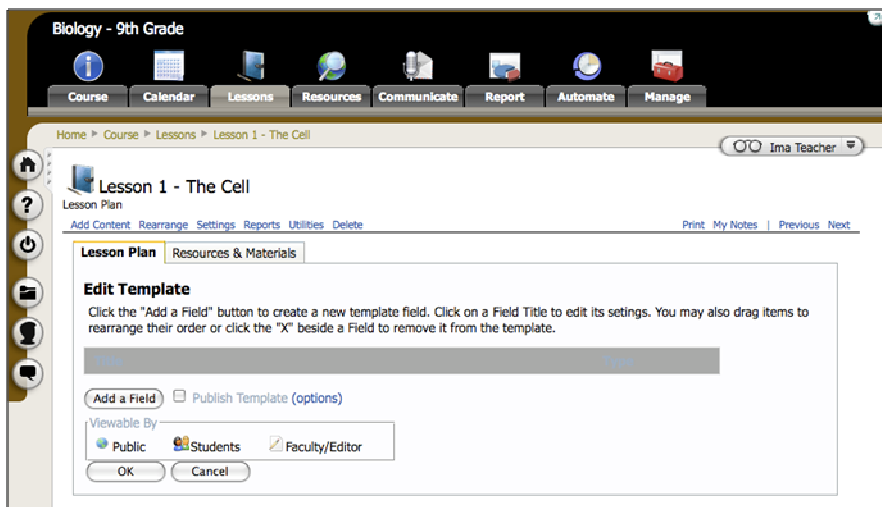 Biology - 9th Grade
Course Calendar Lessons Resources Communicate Report Automate Manage
Home Course Lessons Lesson 1 - The Cell
Ima Teacher
Lesson 1 - The Cell
Lesson Plan
Add Content Rearrange Settings Reports Utilities Delete Print My Notes | Previous Next
Lesson Plan Resources & Materials
Edit Template
Click the "Add a Field" button to create a new template field. Click on a Field Title to edit its setings. You may also drag items to
rearrange their order or click the "X" beside a Field to remove it from the template.
Add a Field Publish Template (options)
Viewable By
Public Students Faculty/Editor
OK Cancel